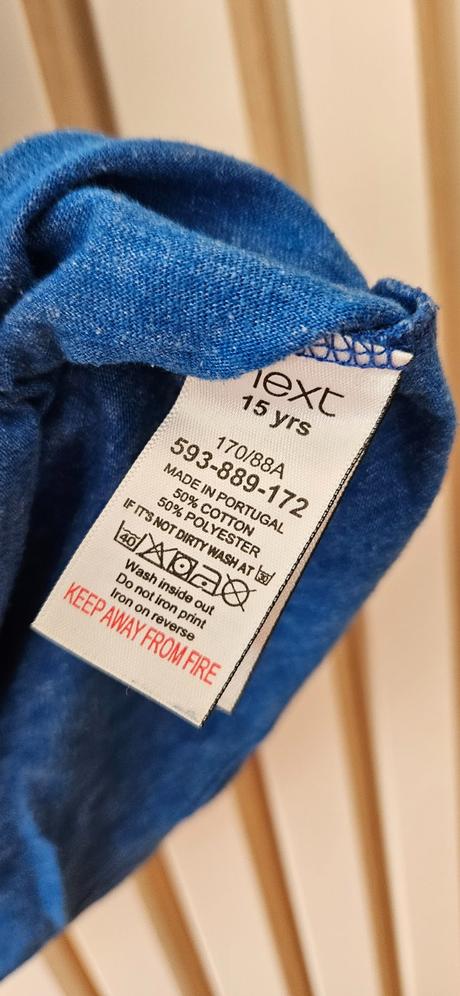 next
15 yrs
170/88A
593-889-172
MADE IN PORTUGAL
50% COTTON
50% POLYESTER
IF IT'S NOT DIRTY WASH AT 30
40
Wash inside out
Do not Iron print
Iron on reverse
KEEP AWAY FROM FIRE